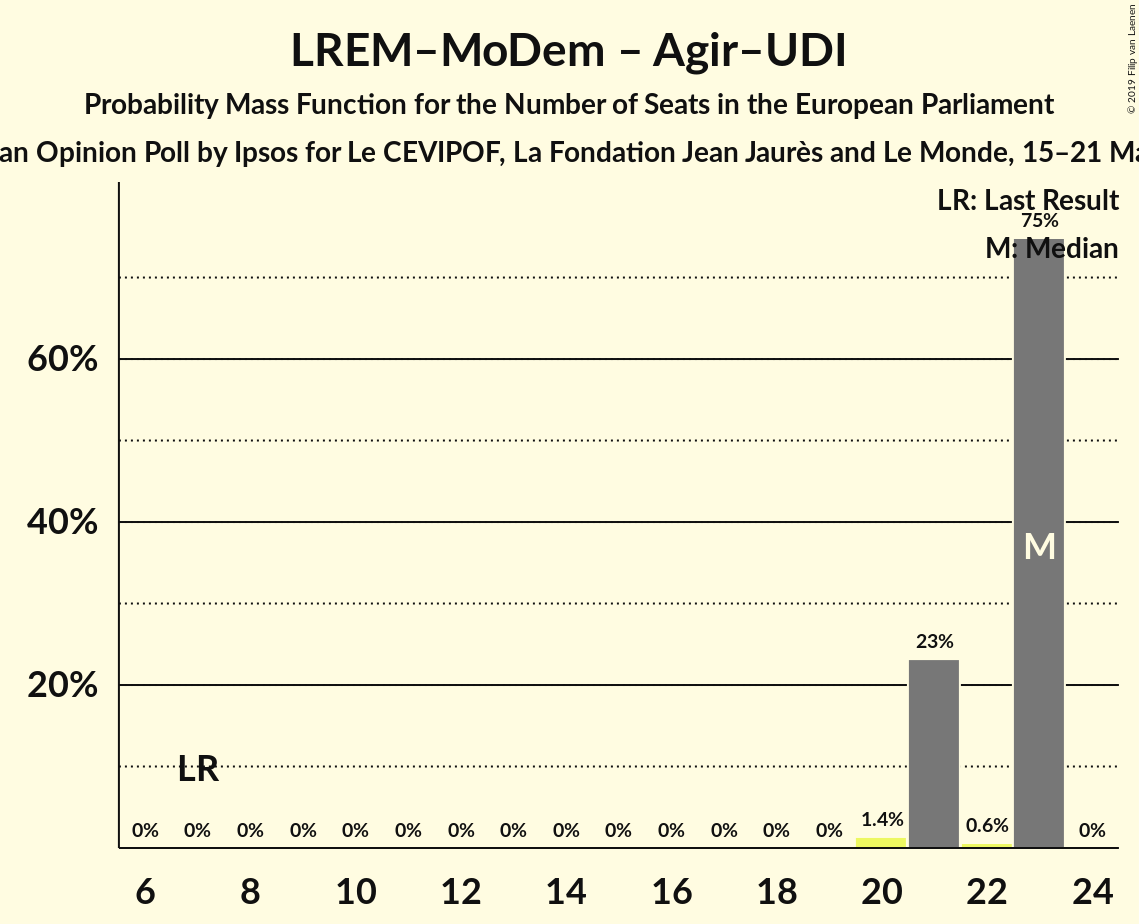 LREM–MoDem – Agir–UDI
Probability Mass Function for the Number of Seats in the European Parliament
an Opinion Poll by Ipsos for Le CEVIPOF, La Fondation Jean Jaurès and Le Monde, 15–21 Ma
© 2019 Filip van Laenen
LR: Last Result
75%
M: Median
60%
40%
M
23%
20%
LR
0% 0% 0% 0% 0% 0% 0% 0% 0% 0% 0% 0% 0% 0% 1.4% 0.6% 0%
6 8 10 12 14 16 18 20 22 24